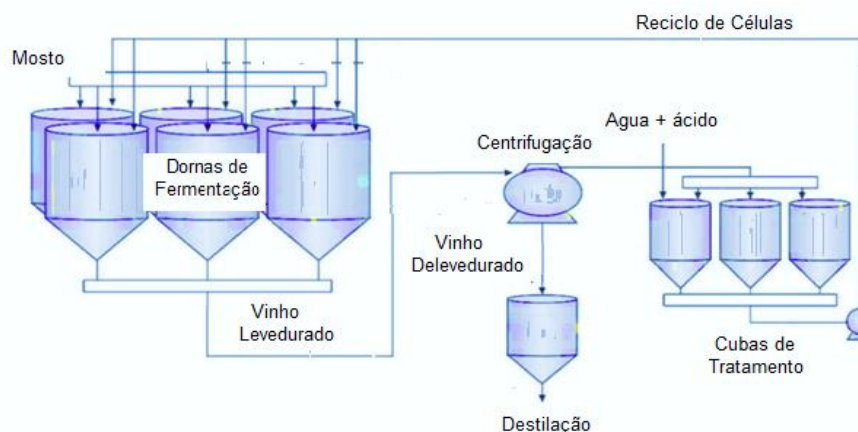 Reciclo de Células
Mosto
Agua + ácido
Centrifugação
Dornas de
Fermentação
Vinho
Delevedurado
Vinho
Levedurado
Cubas de
Tratamento
Destilação